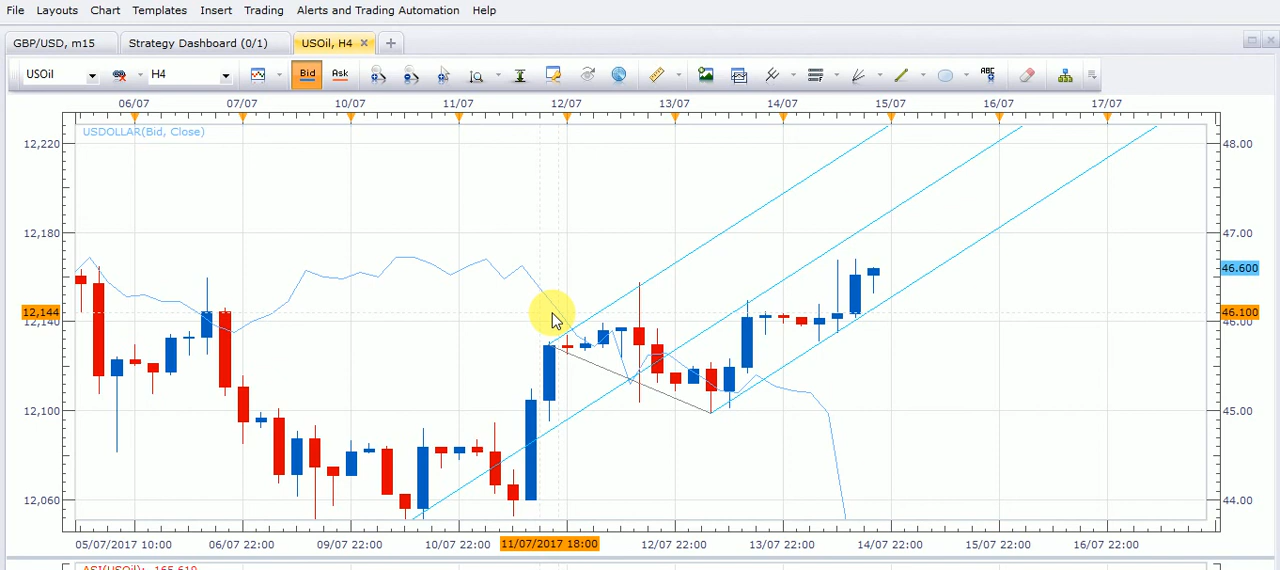 File Layouts Chart Templates Insert Trading Alerts and Trading Automation Help
GBP/USD, m15 Strategy Dashboard (0/1) USOil, H4
USOil H4 Bid Ask ABC
06/07 07/07 10/07 11/07 12/07 13/07 14/07 15/07 16/07 17/07
USDOLLAR(Bid, Close)
12,220 48.00
12,180 47.00
46.600
12,144 46.100
12,140 46.00
12,100 45.00
12,060 44.00
05/07/2017 10:00 06/07 22:00 09/07 22:00 10/07 22:00 11/07/2017 18:00 12/07 22:00 13/07 22:00 14/07 22:00 15/07 22:00 16/07 22:00